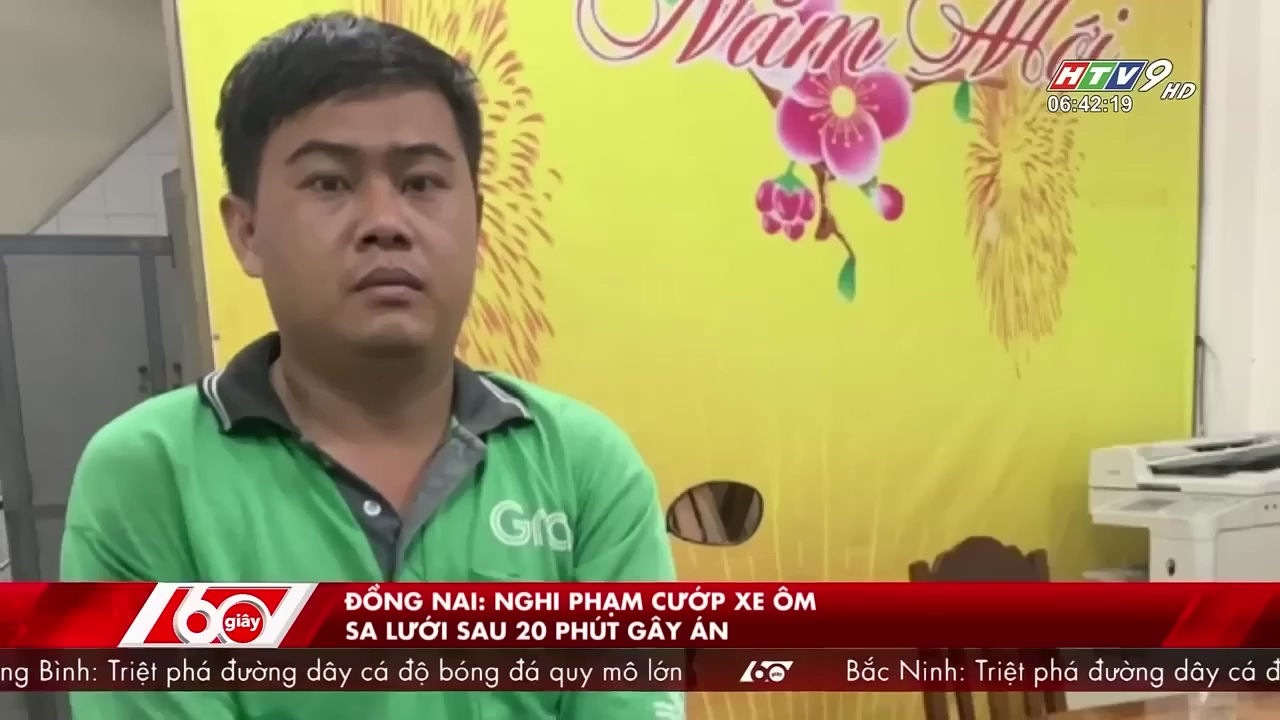 Năm Mới
HTV9 HD
06:42:19
Gra
60 giây
ĐỒNG NAI: NGHI PHẠM CƯỚP XE ÔM
SA LƯỚI SAU 20 PHÚT GÂY ÁN
ng Bình: Triệt phá đường dây cá độ bóng đá quy mô lớn 60 giây Bắc Ninh: Triệt phá đường dây cá đ